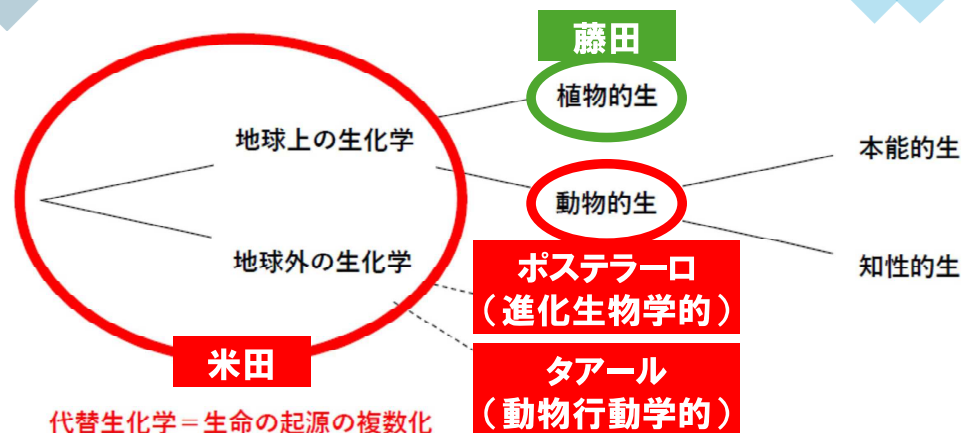 藤田
植物的生
地球上の生化学
本能的生
動物的生
地球外の生化学
知性的生
ポステラーロ
（進化生物学的）
米田
タアール
（動物行動学的）
代替生化学＝生命の起源の複数化